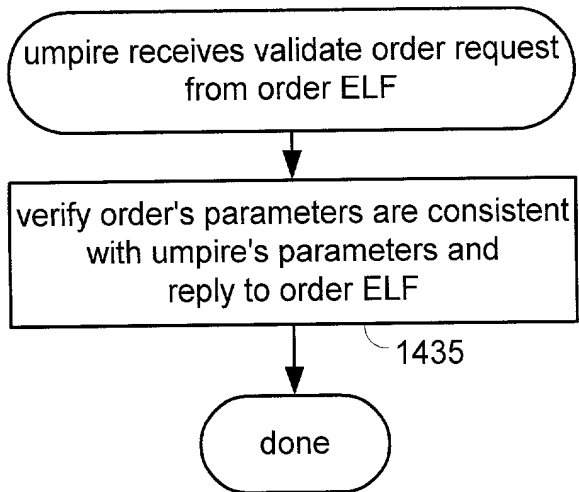 umpire receives validate order request
from order ELF
verify order's parameters are consistent
with umpire's parameters and
reply to order ELF
1435
done